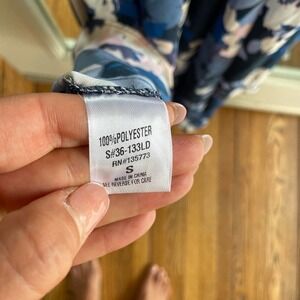 100%POLYESTER
S#36-133LD
RN#135773
S
MADE IN CHINA
SEE REVERSE FOR CARE